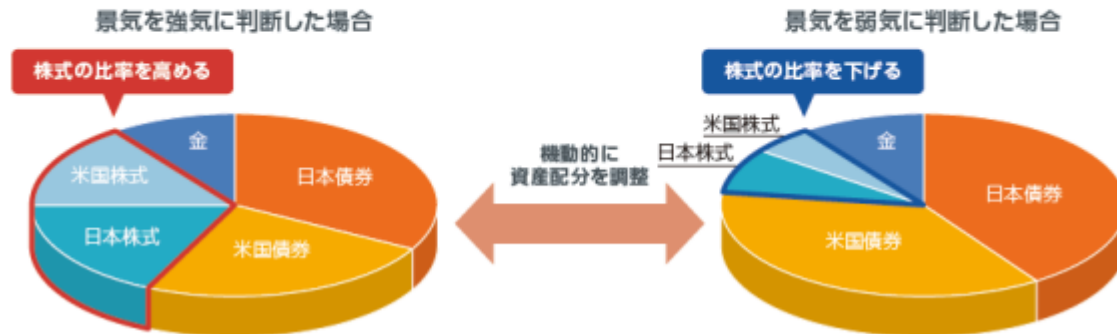 景気を強気に判断した場合
株式の比率を高める
金
米国株式
日本債券
日本株式
米国債券
機動的に
資産配分を調整
景気を弱気に判断した場合
株式の比率を下げる
米国株式
金
日本株式
日本債券
米国債券